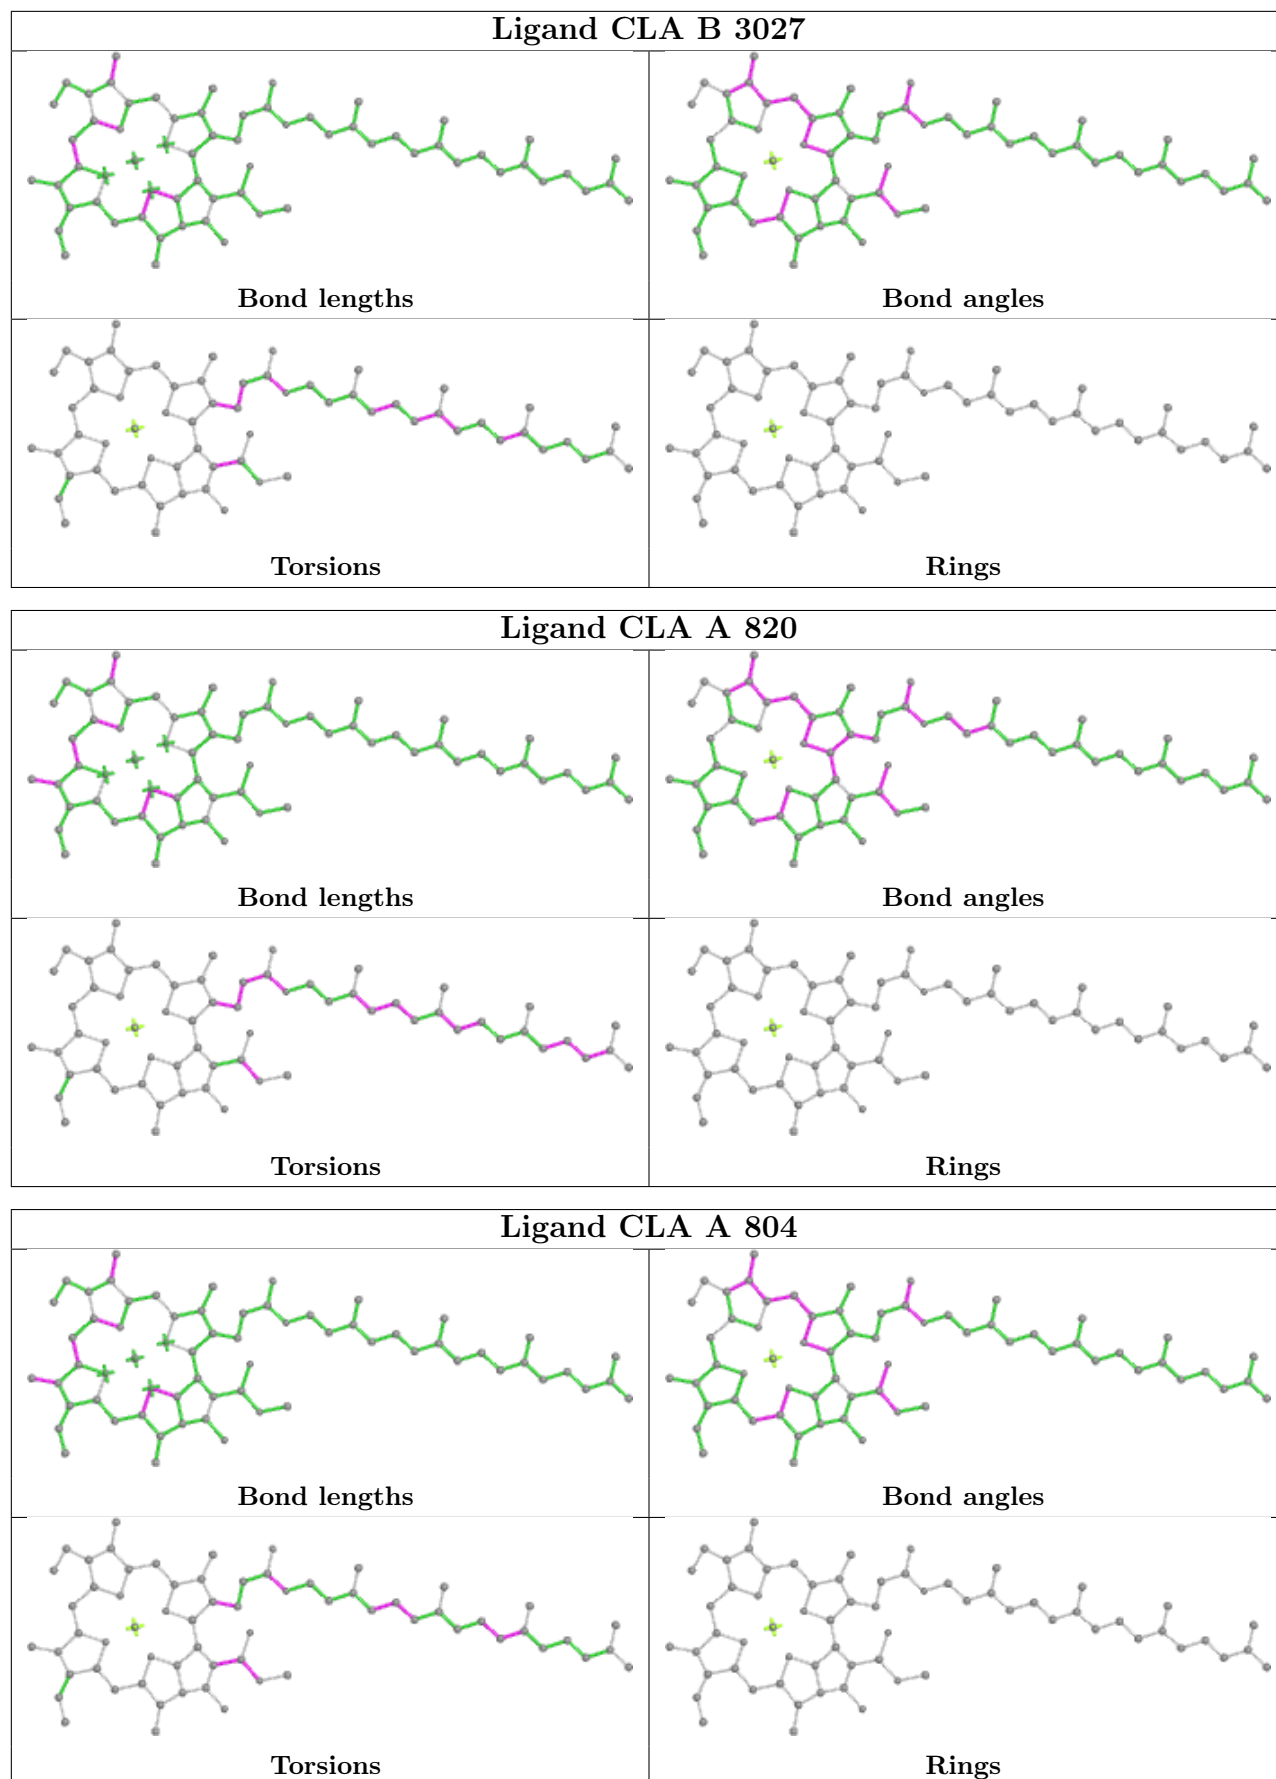 Ligand CLA B 3027
Bond lengths
Bond angles
Torsions
Rings
Ligand CLA A 820
Bond lengths
Bond angles
Torsions
Rings
Ligand CLA A 804
Bond lengths
Bond angles
Torsions
Rings